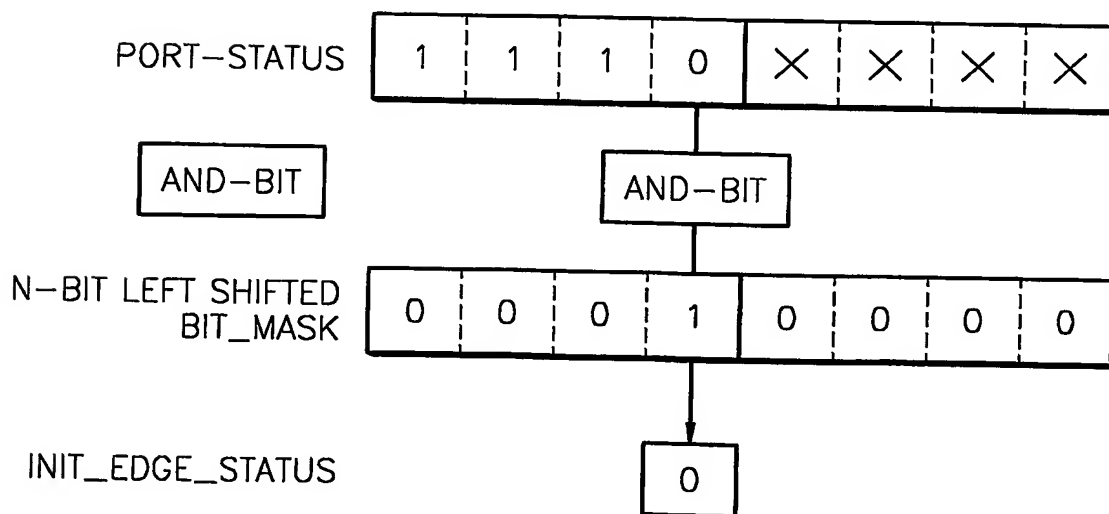 PORT-STATUS 1 1 1 0 X X X X
AND-BIT AND-BIT
N-BIT LEFT SHIFTED
BIT_MASK 0 0 0 1 0 0 0 0
INIT_EDGE_STATUS 0